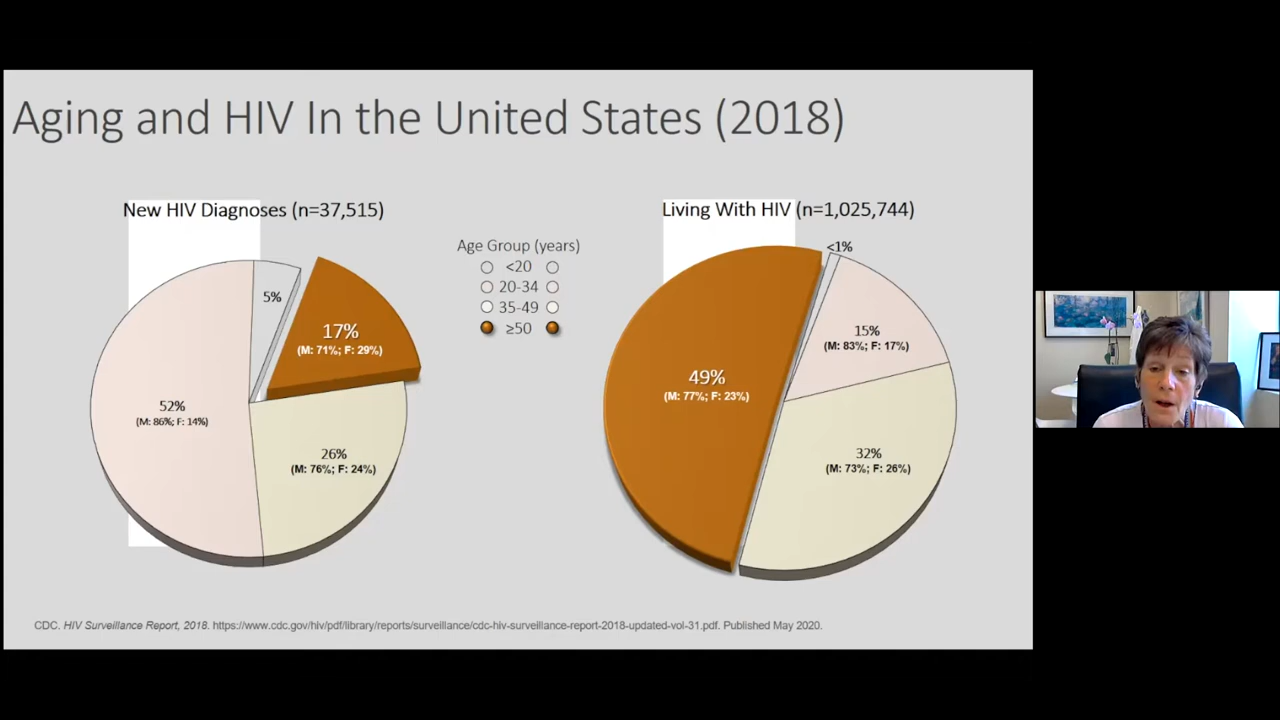 Aging and HIV In the United States (2018)
New HIV Diagnoses (n=37,515)
5%
17%
(M: 71%; F: 29%)
52%
(M: 86%; F: 14%)
26%
(M: 76%; F: 24%)
Age Group (years)
<20
20-34
35-49
≥50
Living With HIV (n=1,025,744)
<1%
15%
(M: 83%; F: 17%)
49%
(M: 77%; F: 23%)
32%
(M: 73%; F: 26%)
CDC. HIV Surveillance Report, 2018. https://www.cdc.gov/hiv/pdf/library/reports/surveillance/cdc-hiv-surveillance-report-2018-updated-vol-31.pdf. Published May 2020.